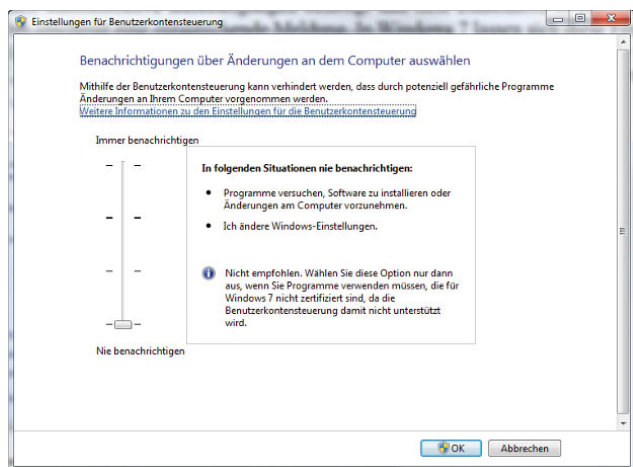 Einstellungen für Benutzerkontensteuerung
Benachrichtigungen über Änderungen an dem Computer auswählen
Mithilfe der Benutzerkontensteuerung kann verhindert werden, dass durch potenziell gefährliche Programme
Änderungen an Ihrem Computer vorgenommen werden.
Weitere Informationen zu den Einstellungen für die Benutzerkontensteuerung
Immer benachrichtigen
In folgenden Situationen nie benachrichtigen:
• Programme versuchen, Software zu installieren oder
Änderungen am Computer vorzunehmen.
• Ich ändere Windows-Einstellungen.
Nicht empfohlen. Wählen Sie diese Option nur dann
aus, wenn Sie Programme verwenden müssen, die für
Windows 7 nicht zertifiziert sind, da die
Benutzerkontensteuerung damit nicht unterstützt
wird.
Nie benachrichtigen
OK Abbrechen